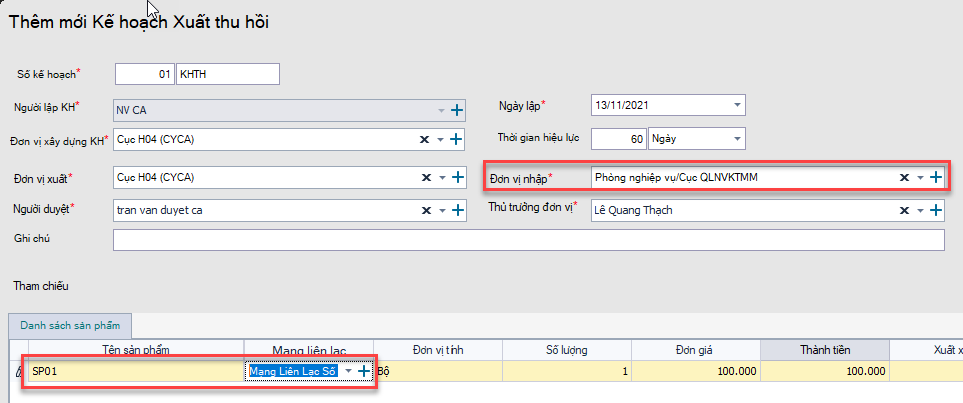 Thêm mới Kế hoạch Xuất thu hồi
Số kế hoạch* 01 KHTH
Người lập KH* NV CA Ngày lập* 13/11/2021
Đơn vị xây dựng KH* Cục H04 (CYCA) Thời gian hiệu lực 60 Ngày
Đơn vị xuất* Cục H04 (CYCA) Đơn vị nhập* Phòng nghiệp vụ/Cục QLNVKTMM
Người duyệt* tran van duyet ca Thủ trưởng đơn vị* Lê Quang Thạch
Ghi chú
Tham chiếu
Danh sách sản phẩm
Tên sản phẩm Mạng liên lạc Đơn vị tính Số lượng Đơn giá Thành tiền Xuất x
SP01 Mạng Liên Lạc Số Bộ 1 100.000 100.000